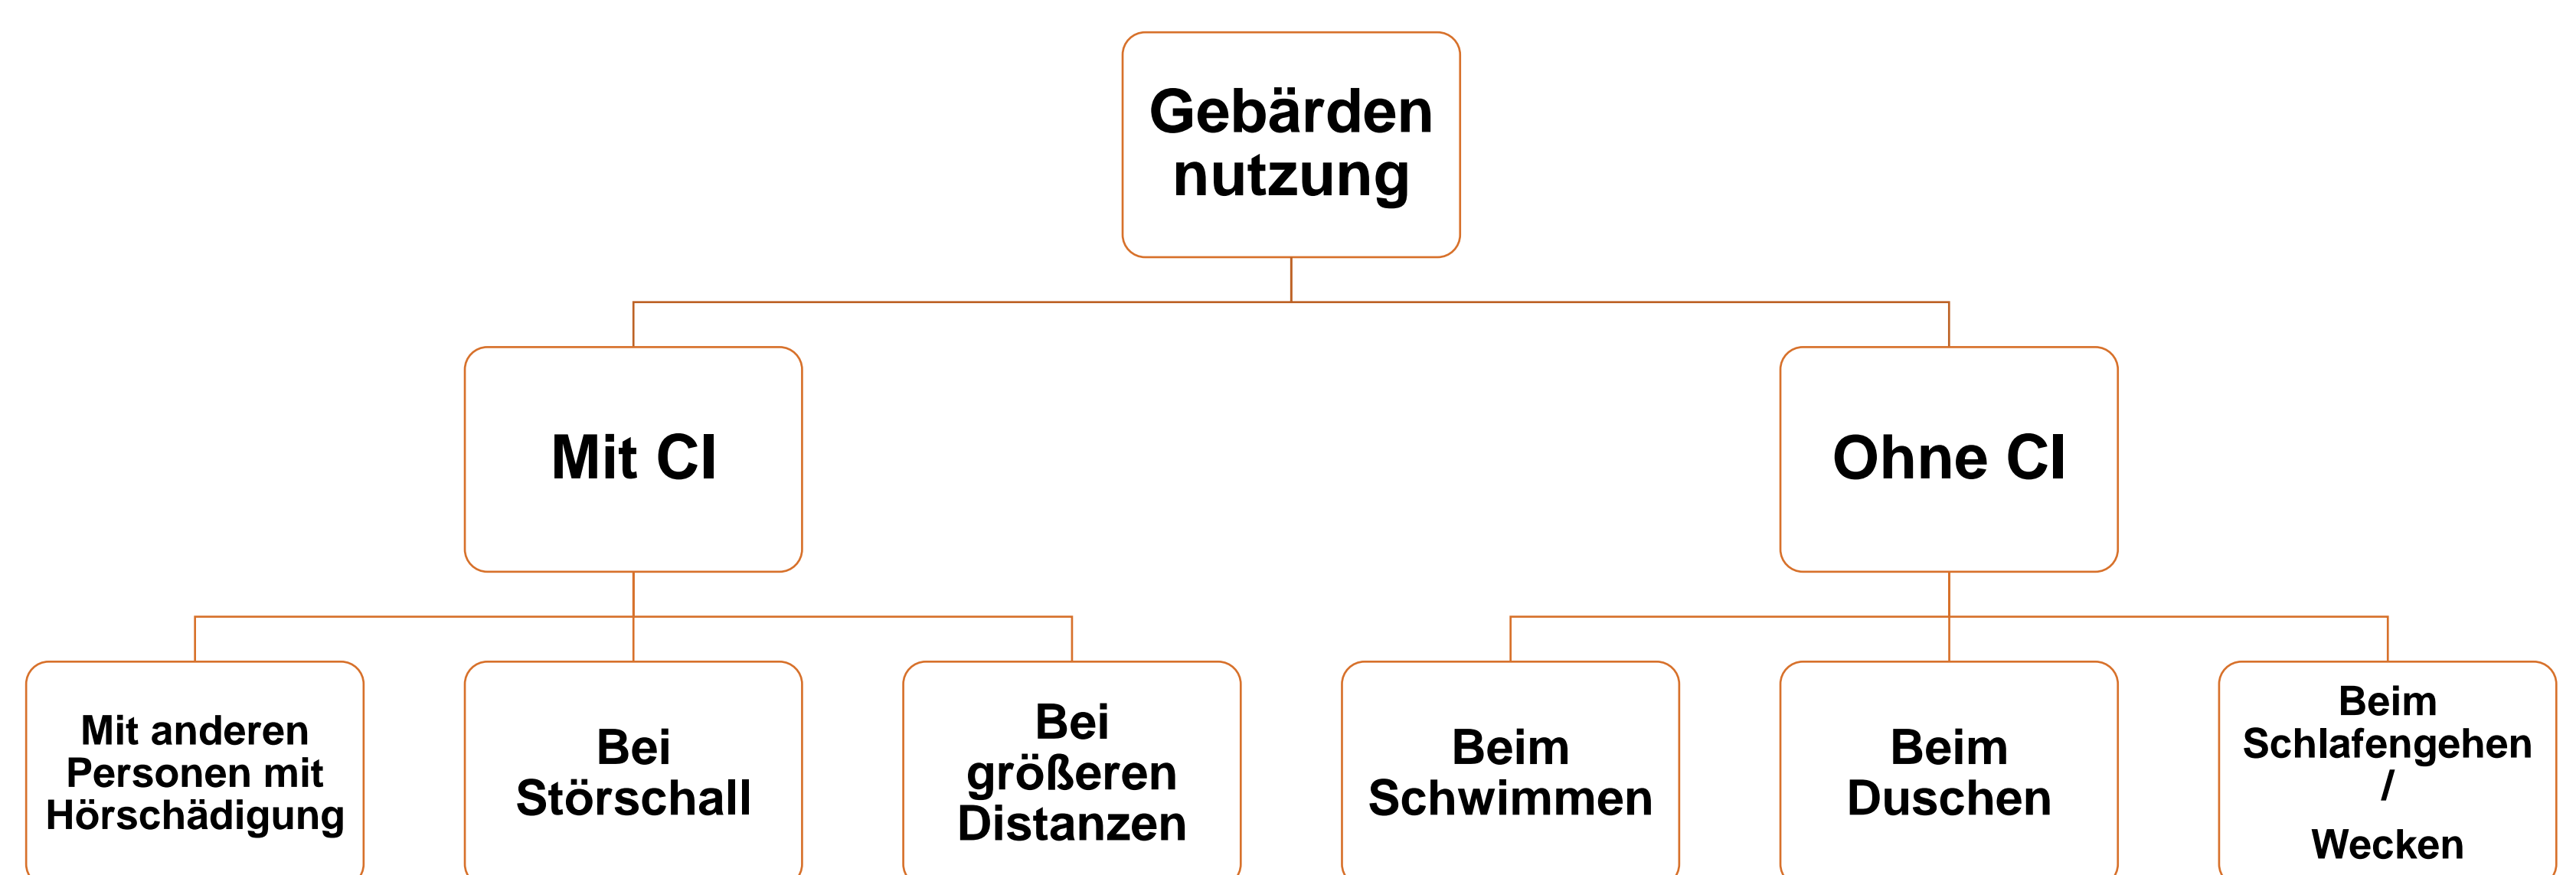 Gebärden
nutzung
Mit CI
Ohne CI
Mit anderen
Personen mit
Hörschädigung
Bei
Störschall
Bei
größeren
Distanzen
Beim
Schwimmen
Beim
Duschen
Beim
Schlafengehen
/
Wecken